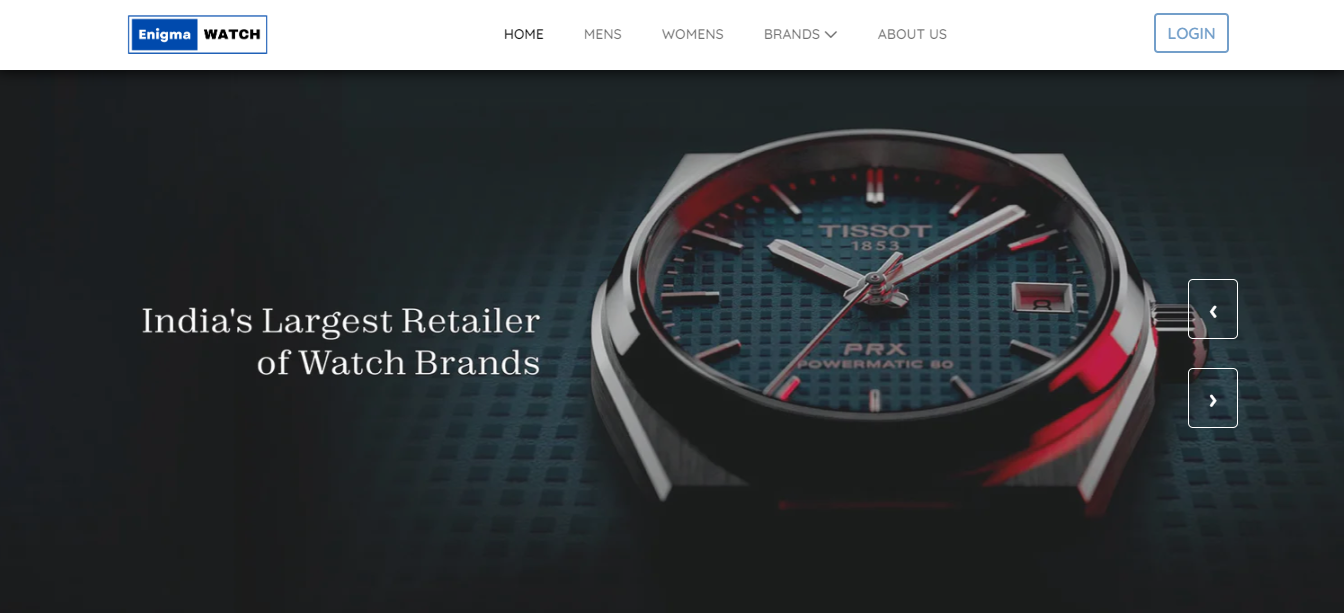 Enigma WATCH
HOME
MENS
WOMENS
BRANDS
ABOUT US
LOGIN
TISSOT
1853
India's Largest Retailer
of Watch Brands
8
PRX
POWERMATIC 80
‹
›